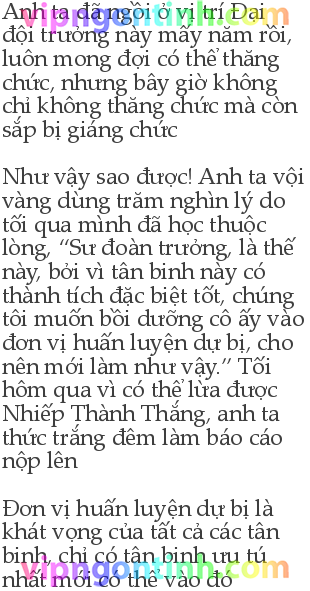 Anh ta đã ngồi ở vị trí Đại
đội trưởng này mấy năm rồi,
luôn mong đợi có thể thăng
chức, nhưng bây giờ không
chỉ không thăng chức mà còn
sắp bị giáng chức
Như vậy sao được! Anh ta vội
vàng dùng trăm nghìn lý do
tối qua mình đã học thuộc
lòng, “Sư đoàn trưởng, là thế
này, bởi vì tân binh này có
thành tích đặc biệt tốt, chúng
tôi muốn bồi dưỡng cô ấy vào
đơn vị huấn luyện dự bị, cho
nên mới làm như vậy.” Tối
hôm qua vì có thể lừa được
Nhiếp Thành Thắng, anh ta
thức trắng đêm làm báo cáo
nộp lên
Đơn vị huấn luyện dự bị là
khát vọng của tất cả các tân
binh, chỉ có tân binh ưu tú
nhất mới có thể vào đó
vipngontinh.com
vipngontinh.com